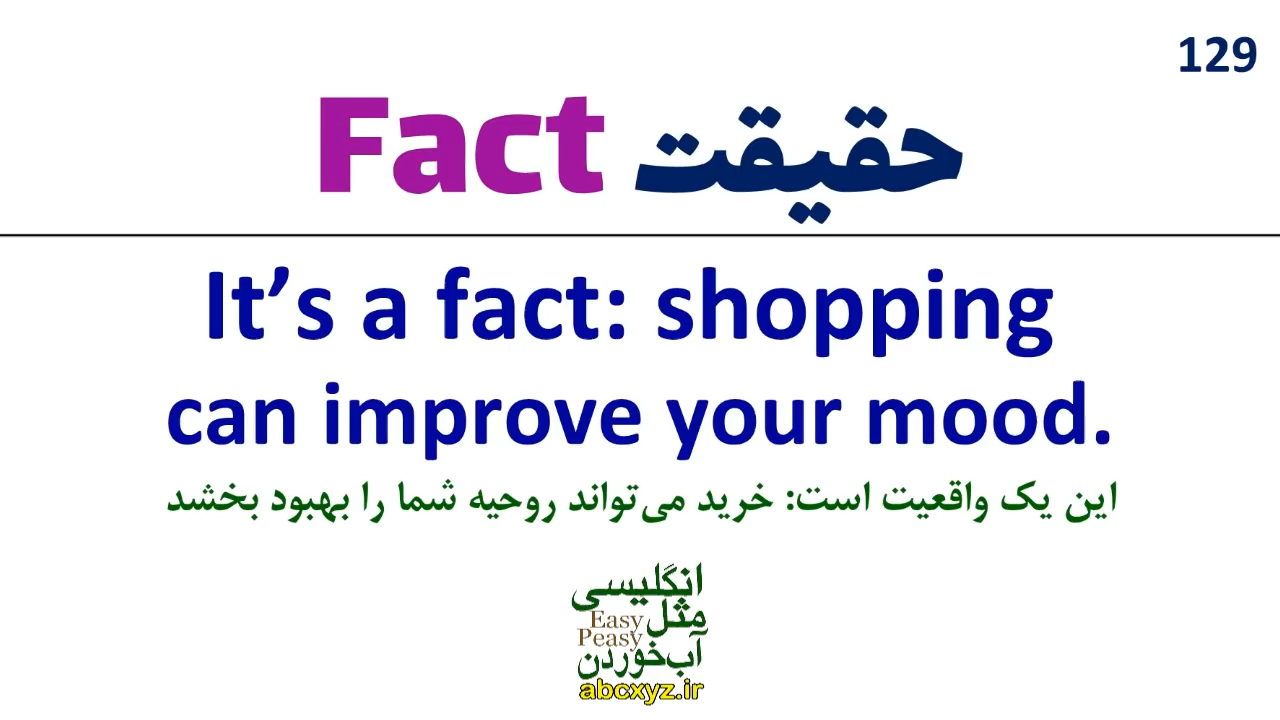 129
Fact حقیقت
It’s a fact: shopping
can improve your mood.
این یک واقعیت است: خرید می‌تواند روحیه شما را بهبود بخشد
انگلیسی
مثل
Easy
Peasy
آب‌خوردن
abcxyz.ir